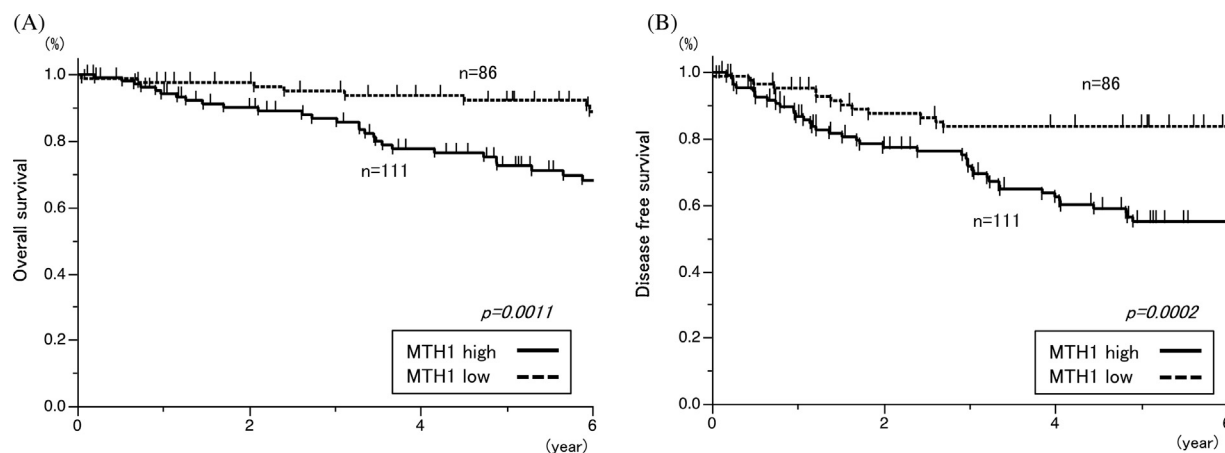 (A)
(%)
Overall survival
1.0
0.8
0.6
0.4
0.2
0.0
n=86
n=111
p=0.0011
MTH1 high
MTH1 low
0 2 4 6
(year)
(B)
(%)
Disease free survival
1.0
0.8
0.6
0.4
0.2
0.0
n=86
n=111
p=0.0002
MTH1 high
MTH1 low
0 2 4 6
(year)